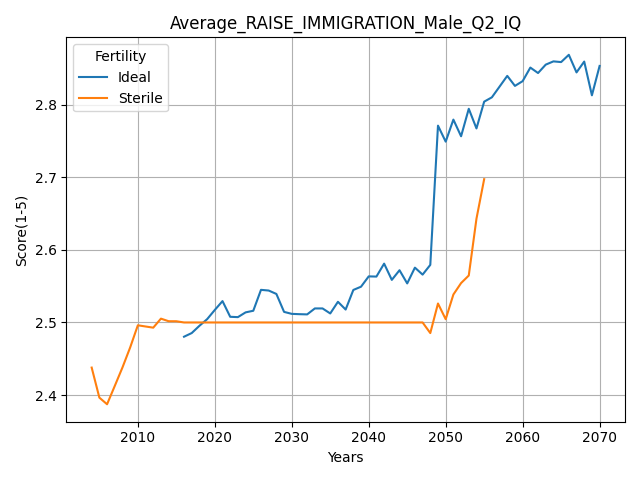 Average_RAISE_IMMIGRATION_Male_Q2_IQ
Fertility
Ideal
Sterile
Score(1-5)
2.8
2.7
2.6
2.5
2.4
2010 2020 2030 2040 2050 2060 2070
Years